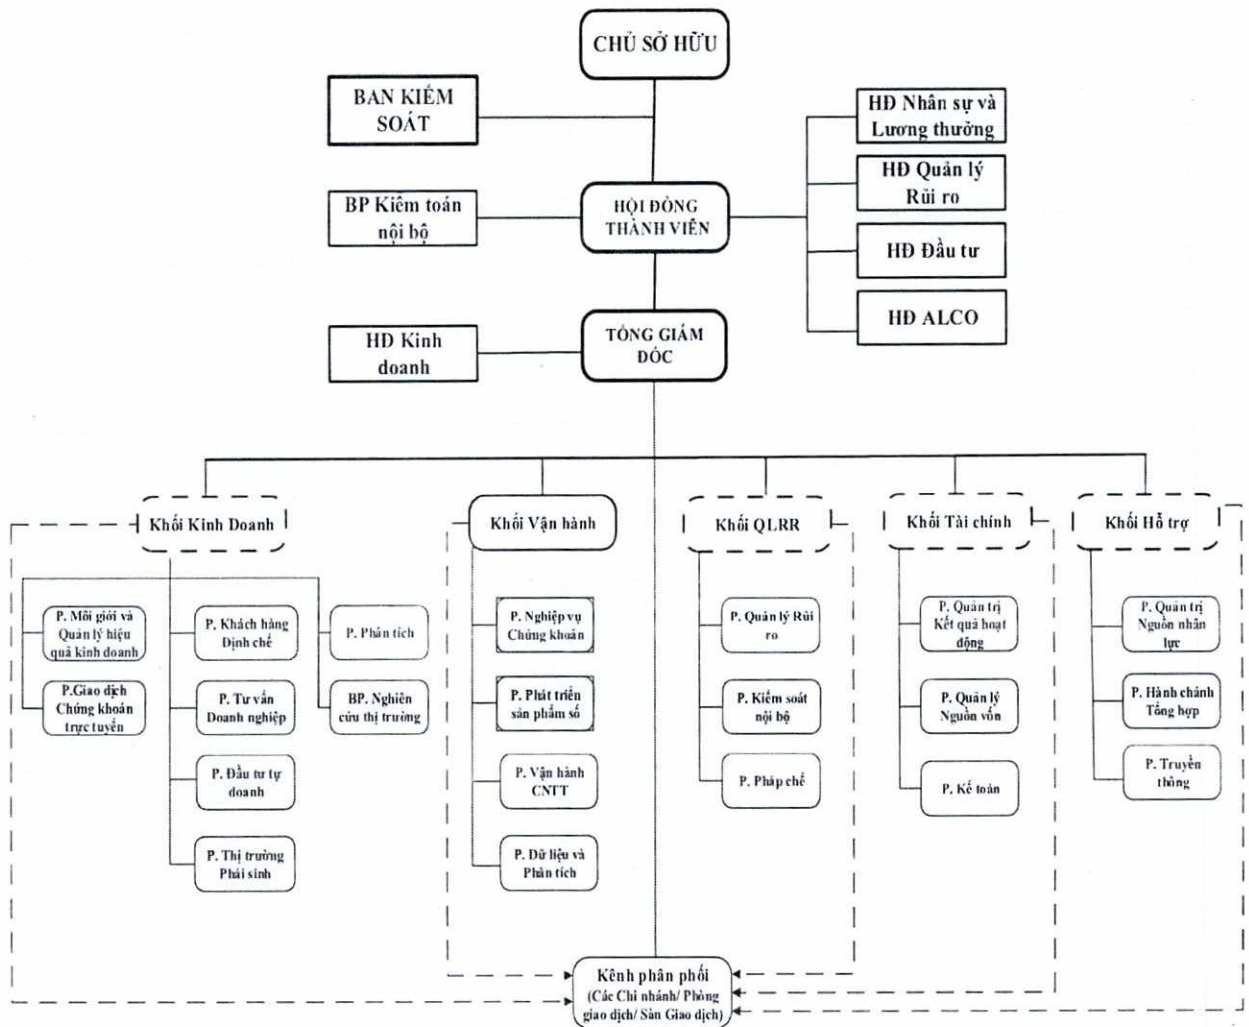 CHỦ SỞ HỮU
BAN KIỂM
SOÁT
HĐ Nhân sự và
Lương thưởng
HĐ Quản lý
Rủi ro
BP Kiểm toán
nội bộ
HỘI ĐỒNG
THÀNH VIÊN
HĐ Đầu tư
HĐ ALCO
HĐ Kinh
doanh
TỔNG GIÁM
ĐỐC
Khối Kinh Doanh
Khối Vận hành
Khối QLRR
Khối Tài chính
Khối Hỗ trợ
P. Môi giới và
Quản lý hiệu
quả kinh doanh
P. Khách hàng
Định chế
P. Phân tích
P. Nghiệp vụ
Chứng khoán
P. Quản lý Rủi
ro
P. Quản trị
Kết quả hoạt
động
P. Quản trị
Nguồn nhân
lực
P.Giao dịch
Chứng khoán
trực tuyến
P. Tư vấn
Doanh nghiệp
BP. Nghiên
cứu thị trường
P. Phát triển
sản phẩm số
P. Kiểm soát
nội bộ
P. Quản lý
Nguồn vốn
P. Hành chánh
Tổng hợp
P. Đầu tư tự
doanh
P. Vận hành
CNTT
P. Pháp chế
P. Kế toán
P. Truyền
thông
P. Thị trường
Phái sinh
P. Dữ liệu và
Phân tích
Kênh phân phối
(Các Chi nhánh/ Phòng
giao dịch/ Sàn Giao dịch)